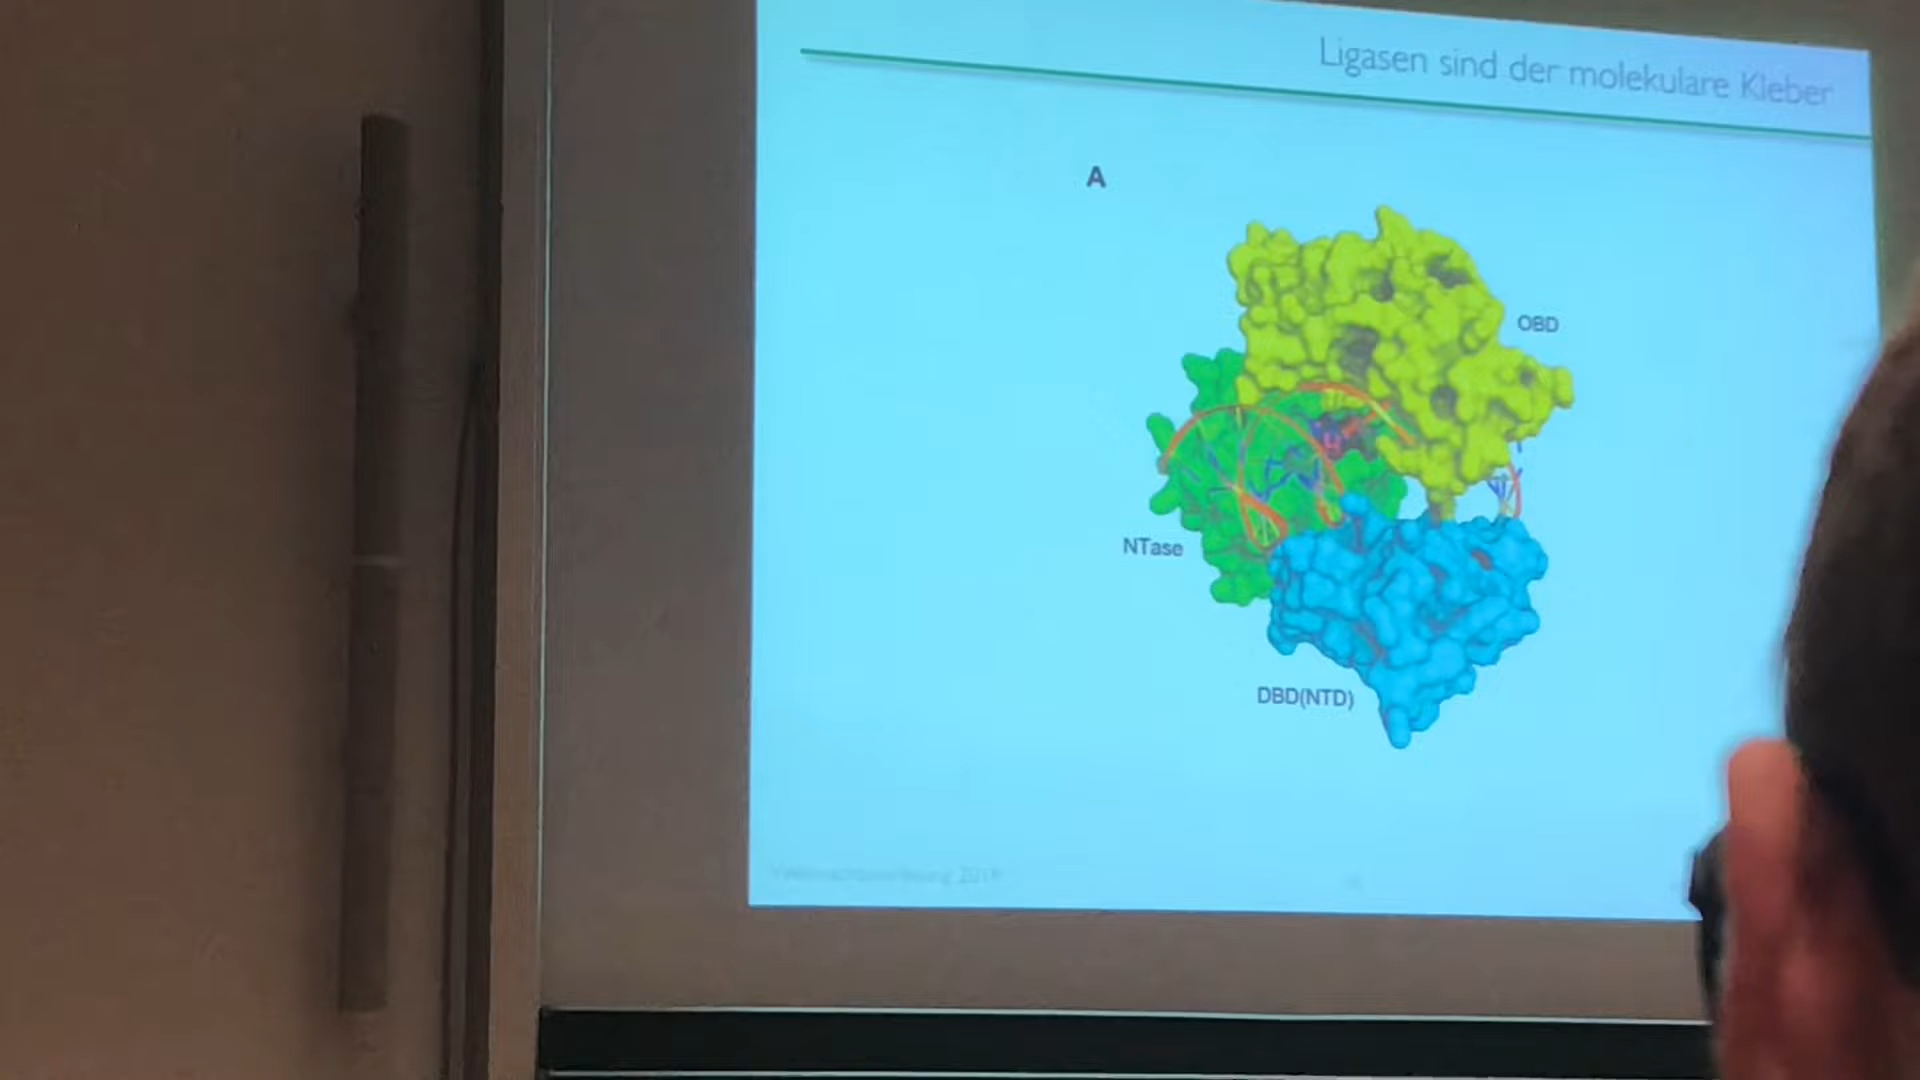 Ligasen sind der molekulare Kleber
A
OBD
NTase
DBD(NTD)